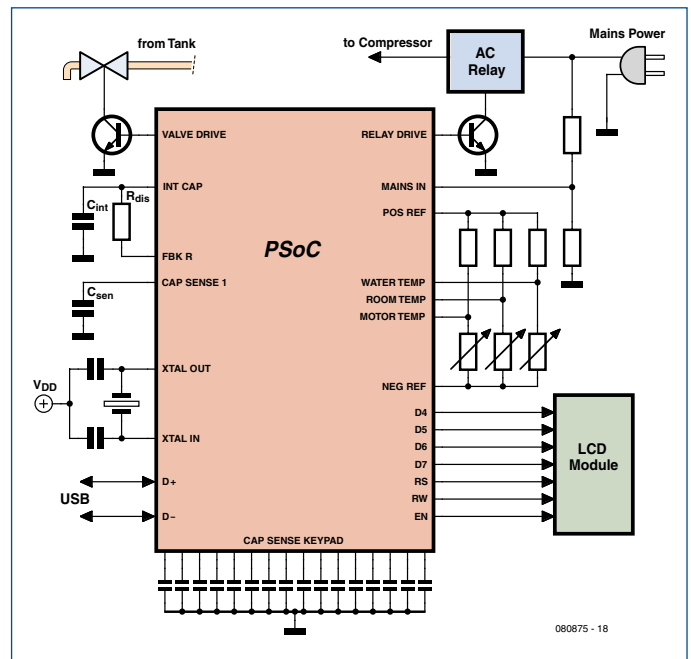 from Tank
to Compressor
AC
Relay
Mains Power
VALVE DRIVE
RELAY DRIVE
INT CAP
Rdis
MAINS IN
Cint
POS REF
PSoC
FBK R
CAP SENSE 1
WATER TEMP
Csen
ROOM TEMP
MOTOR TEMP
XTAL OUT
VDD
NEG REF
D4
XTAL IN
D5
D6
LCD
Module
D7
D+
RS
USB
RW
D–
EN
CAP SENSE KEYPAD
080875 - 18